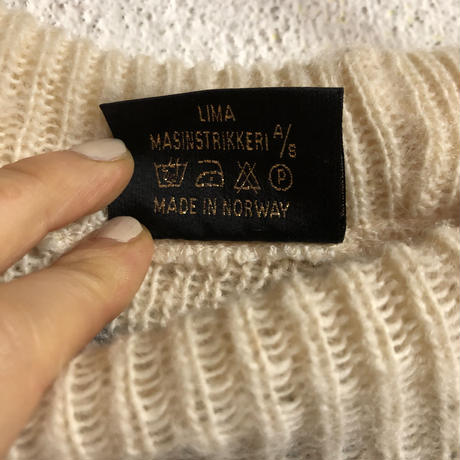 LIMA
MASINSTRIKKERI A/S
P
MADE IN NORWAY